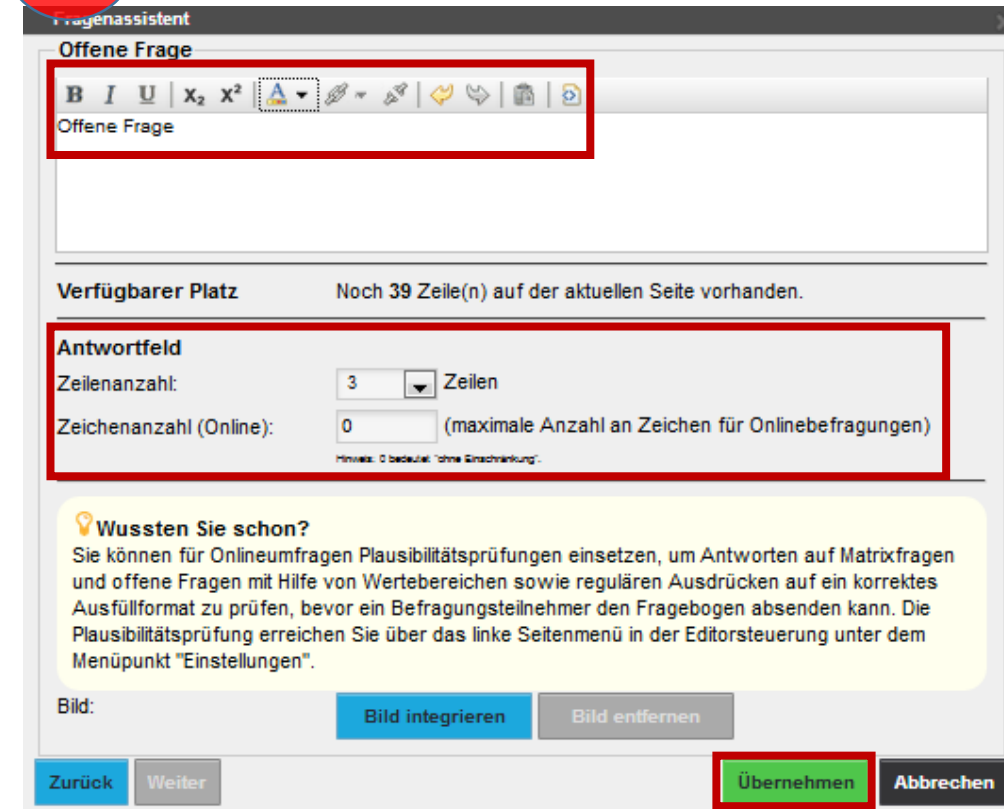 Fragenassistent
Offene Frage
B I U X₂ X² A
Offene Frage
Verfügbarer Platz Noch 39 Zeile(n) auf der aktuellen Seite vorhanden.
Antwortfeld
Zeilenanzahl: 3 Zeilen
Zeichenanzahl (Online): 0 (maximale Anzahl an Zeichen für Onlinebefragungen)
Hinweis: 0 bedeutet "ohne Einschränkung".
Wussten Sie schon?
Sie können für Onlineumfragen Plausibilitätsprüfungen einsetzen, um Antworten auf Matrixfragen
und offene Fragen mit Hilfe von Wertebereichen sowie regulären Ausdrücken auf ein korrektes
Ausfüllformat zu prüfen, bevor ein Befragungsteilnehmer den Fragebogen absenden kann. Die
Plausibilitätsprüfung erreichen Sie über das linke Seitenmenü in der Editorsteuerung unter dem
Menüpunkt "Einstellungen".
Bild: Bild integrieren Bild entfernen
Zurück Weiter Übernehmen Abbrechen